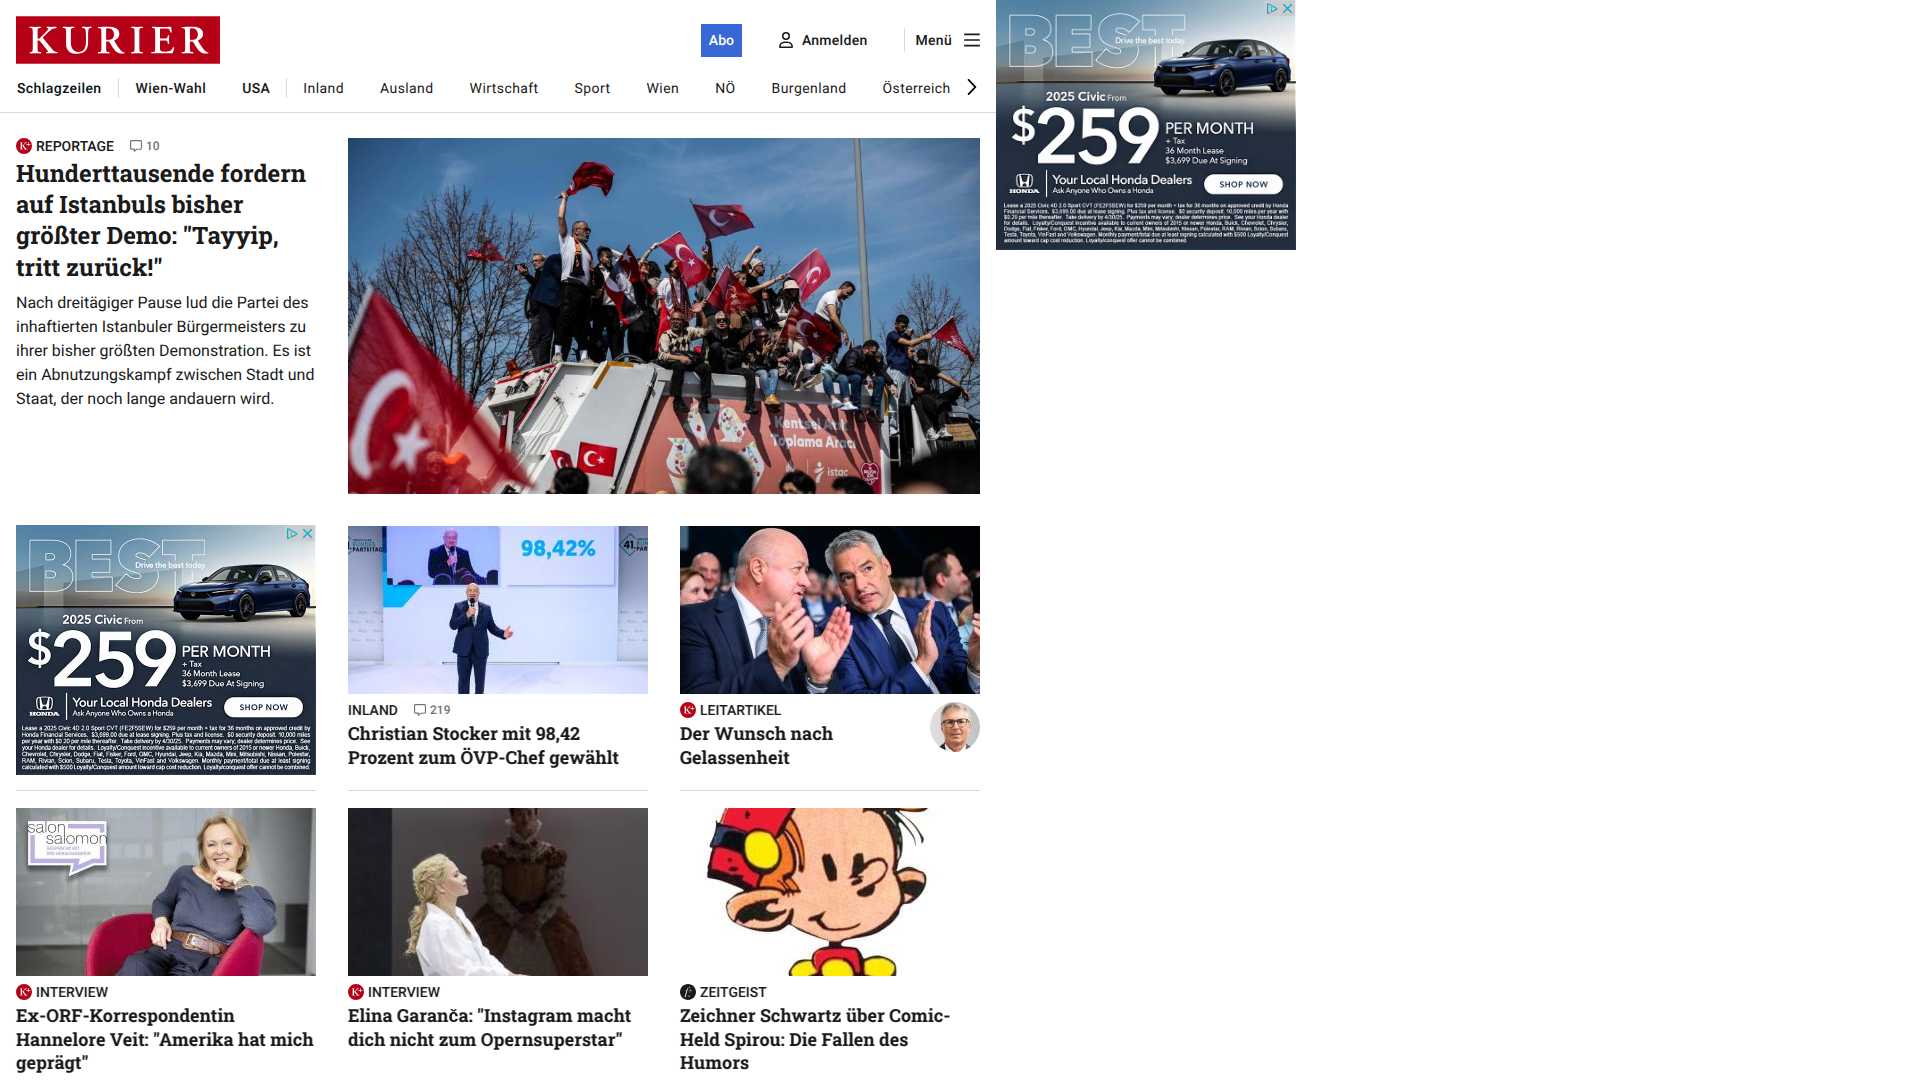 KURIER
Abo
Anmelden
Menü
Schlagzeilen
Wien-Wahl
USA
Inland
Ausland
Wirtschaft
Sport
Wien
NÖ
Burgenland
Österreich
K+ REPORTAGE 10
Hunderttausende fordern
auf Istanbuls bisher
größter Demo: "Tayyip,
tritt zurück!"
Nach dreitägiger Pause lud die Partei des
inhaftierten Istanbuler Bürgermeisters zu
ihrer bisher größten Demonstration. Es ist
ein Abnutzungskampf zwischen Stadt und
Staat, der noch lange andauern wird.
Toplama Aracı
istaç
BEST
Drive the best today
2025 Civic From
$259 PER MONTH
+ Tax
36 Month Lease
$3,699 Due At Signing
HONDA
Your Local Honda Dealers
Ask Anyone Who Owns a Honda
SHOP NOW
BEST
Drive the best today
2025 Civic From
$259 PER MONTH
+ Tax
36 Month Lease
$3,699 Due At Signing
HONDA
Your Local Honda Dealers
Ask Anyone Who Owns a Honda
SHOP NOW
98,42%
41.
INLAND 219
Christian Stocker mit 98,42
Prozent zum ÖVP-Chef gewählt
K+ LEITARTIKEL
Der Wunsch nach
Gelassenheit
salon
salomon
K+ INTERVIEW
Ex-ORF-Korrespondentin
Hannelore Veit: "Amerika hat mich
geprägt"
K+ INTERVIEW
Elina Garanča: "Instagram macht
dich nicht zum Opernsuperstar"
ZEITGEIST
Zeichner Schwartz über Comic-
Held Spirou: Die Fallen des
Humors